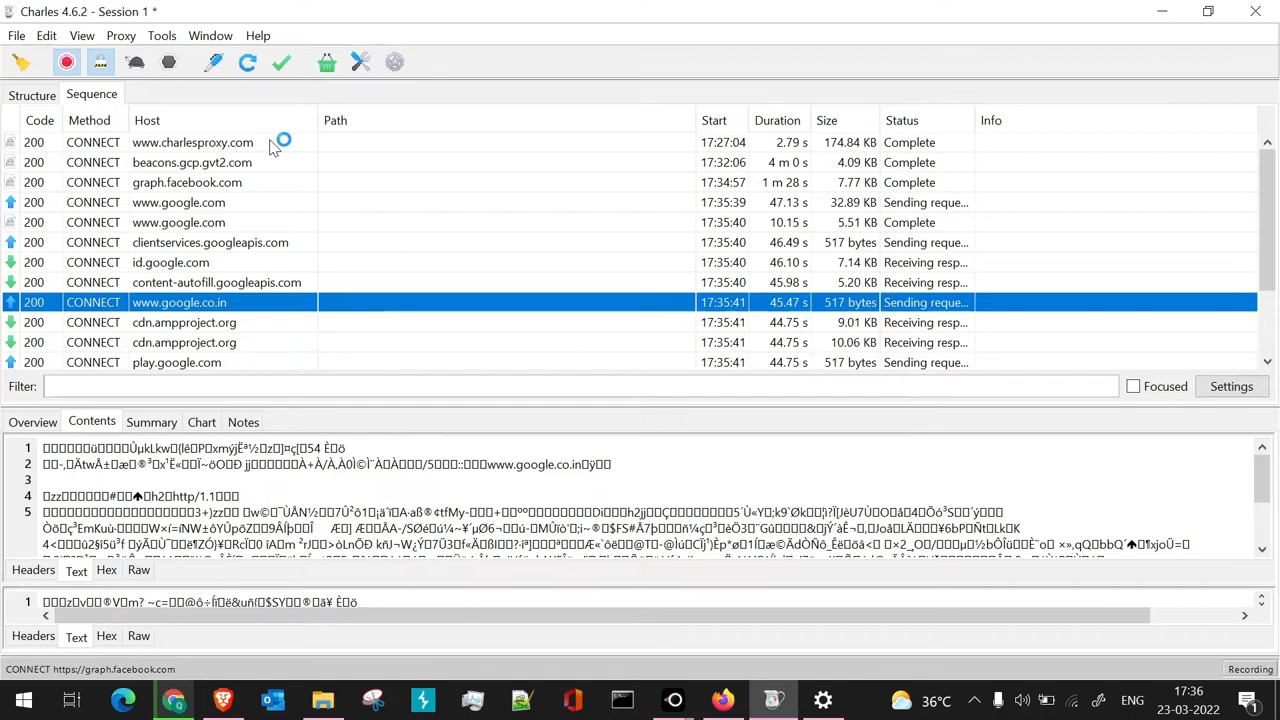 Charles 4.6.2 - Session 1 *
File Edit View Proxy Tools Window Help
Structure Sequence
Code Method Host Path Start Duration Size Status Info
200 CONNECT www.charlesproxy.com 17:27:04 2.79 s 174.84 KB Complete
200 CONNECT beacons.gcp.gvt2.com 17:32:06 4 m 0 s 4.09 KB Complete
200 CONNECT graph.facebook.com 17:34:57 1 m 28 s 7.77 KB Complete
200 CONNECT www.google.com 17:35:39 47.13 s 32.89 KB Sending reque...
200 CONNECT www.google.com 17:35:40 10.15 s 5.51 KB Complete
200 CONNECT clientservices.googleapis.com 17:35:40 46.49 s 517 bytes Sending reque...
200 CONNECT id.google.com 17:35:40 46.10 s 7.14 KB Receiving resp...
200 CONNECT content-autofill.googleapis.com 17:35:40 45.98 s 5.20 KB Receiving resp...
200 CONNECT www.google.co.in 17:35:41 45.47 s 517 bytes Sending reque...
200 CONNECT cdn.ampproject.org 17:35:41 44.75 s 9.01 KB Receiving resp...
200 CONNECT cdn.ampproject.org 17:35:41 44.75 s 10.06 KB Receiving resp...
200 CONNECT play.google.com 17:35:41 44.75 s 517 bytes Sending reque...
Filter: Focused Settings
Overview Contents Summary Chart Notes
1
2 www.google.co.in
3
4 h2 http/1.1
5
Headers Text Hex Raw
1
Headers Text Hex Raw
CONNECT https://graph.facebook.com Recording
36°C ENG 17:36
23-03-2022 1